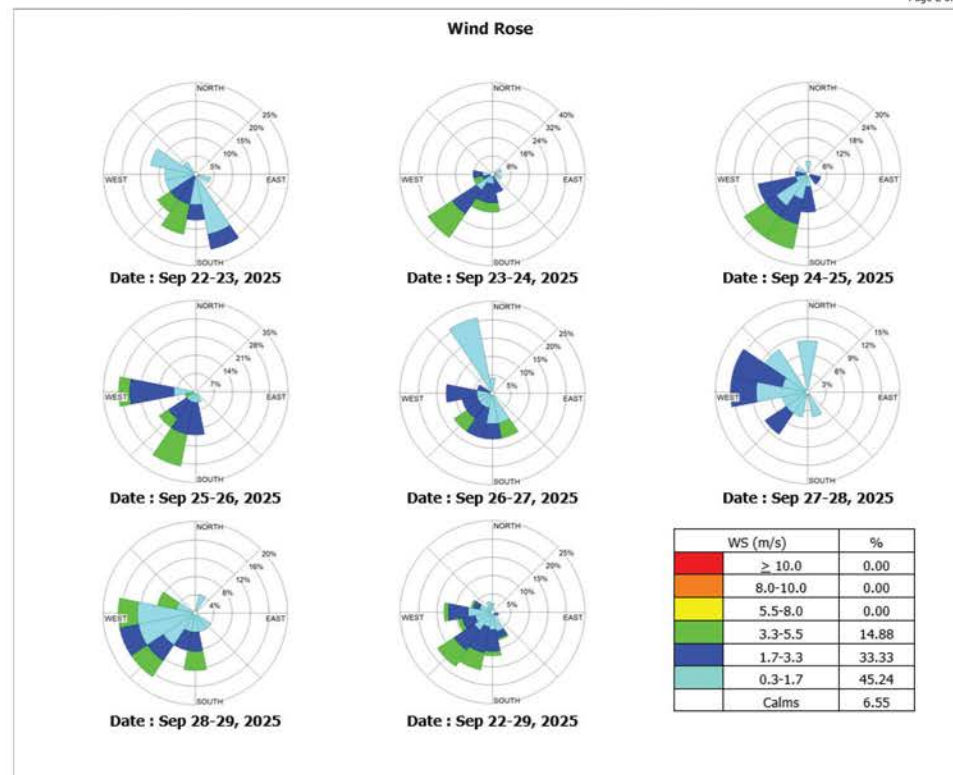 Wind Rose
NORTH
25%
20%
15%
10%
5%
WEST
EAST
SOUTH
Date : Sep 22-23, 2025
NORTH
40%
32%
24%
16%
8%
WEST
EAST
SOUTH
Date : Sep 23-24, 2025
NORTH
30%
24%
18%
12%
6%
WEST
EAST
SOUTH
Date : Sep 24-25, 2025
NORTH
35%
28%
21%
14%
7%
WEST
EAST
SOUTH
Date : Sep 25-26, 2025
NORTH
25%
20%
15%
10%
5%
WEST
EAST
SOUTH
Date : Sep 26-27, 2025
NORTH
15%
12%
9%
6%
3%
WEST
EAST
SOUTH
Date : Sep 27-28, 2025
NORTH
20%
16%
12%
8%
4%
WEST
EAST
SOUTH
Date : Sep 28-29, 2025
NORTH
25%
20%
15%
10%
5%
WEST
EAST
SOUTH
Date : Sep 22-29, 2025
WS (m/s) %
≥ 10.0 0.00
8.0-10.0 0.00
5.5-8.0 0.00
3.3-5.5 14.88
1.7-3.3 33.33
0.3-1.7 45.24
Calms 6.55